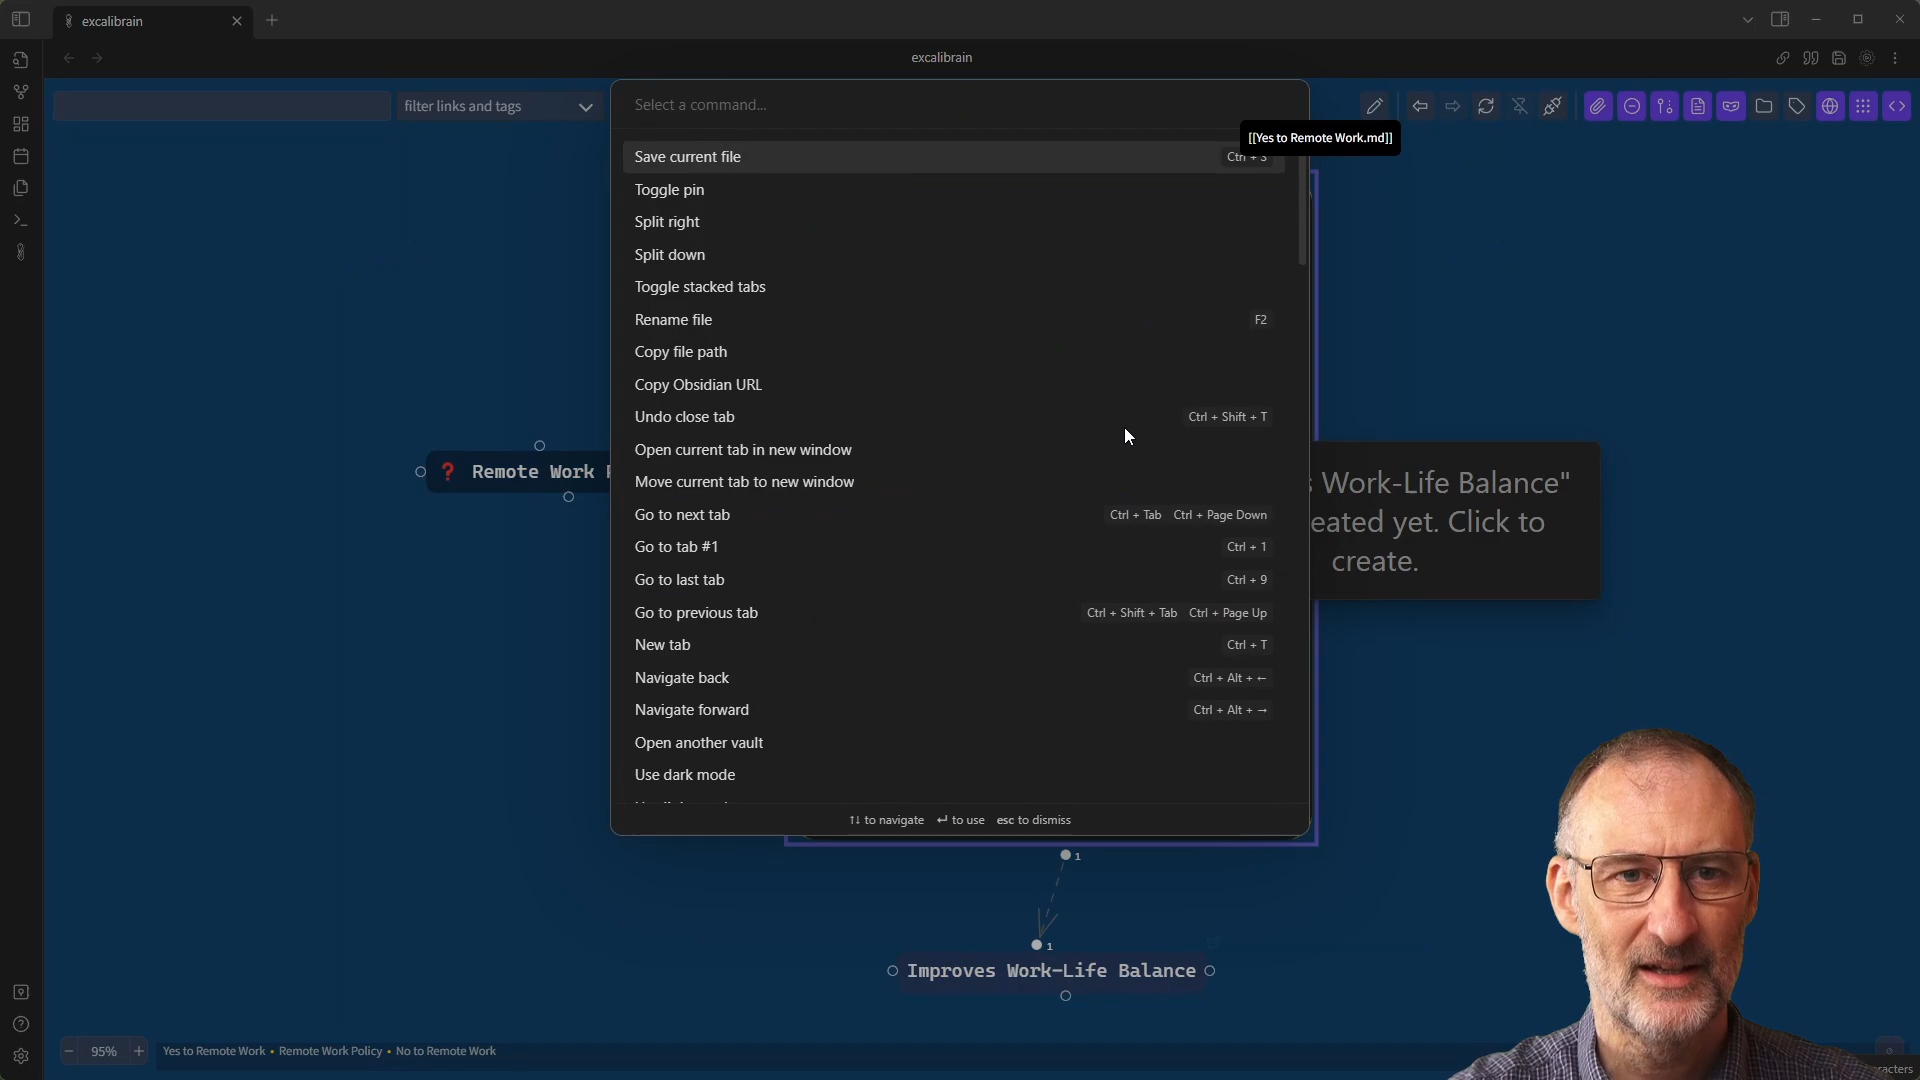 excalibrain
excalibrain
filter links and tags
Select a command...
[[Yes to Remote Work.md]]
Save current file
Toggle pin
Split right
Split down
Toggle stacked tabs
Rename file F2
Copy file path
Copy Obsidian URL
Undo close tab Ctrl + Shift + T
Open current tab in new window
Move current tab to new window
Go to next tab Ctrl + Tab Ctrl + Page Down
Go to tab #1 Ctrl + 1
Go to last tab Ctrl + 9
Go to previous tab Ctrl + Shift + Tab Ctrl + Page Up
New tab Ctrl + T
Navigate back Ctrl + Alt + ←
Navigate forward Ctrl + Alt + →
Open another vault
Use dark mode
↑↓ to navigate ↵ to use esc to dismiss
❓ Remote Work
Work-Life Balance"
eated yet. Click to
create.
1
1
Improves Work-Life Balance
95%
Yes to Remote Work • Remote Work Policy • No to Remote Work